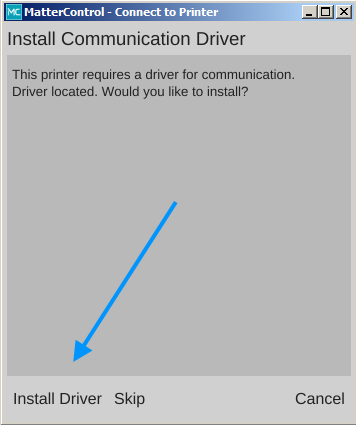 MC MatterControl - Connect to Printer
Install Communication Driver
This printer requires a driver for communication.
Driver located. Would you like to install?
Install Driver Skip Cancel